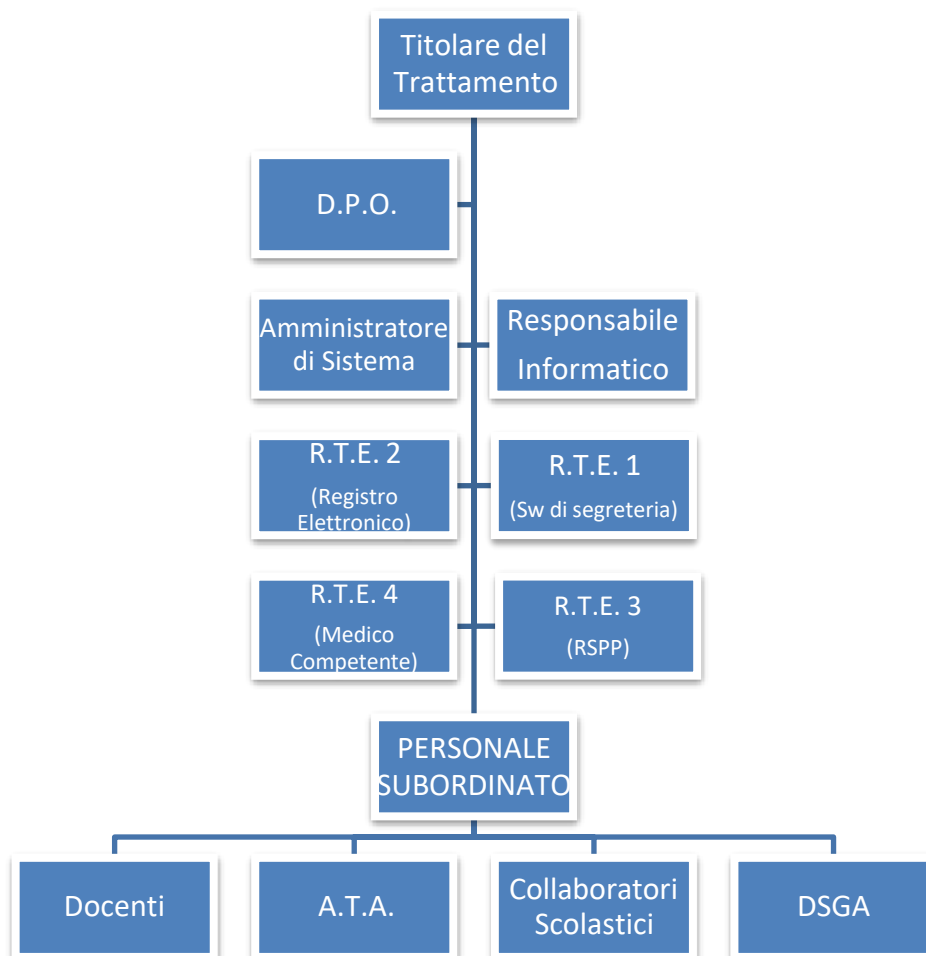 Titolare del
Trattamento
D.P.O.
Amministratore
di Sistema
Responsabile
Informatico
R.T.E. 2
(Registro
Elettronico)
R.T.E. 1
(Sw di segreteria)
R.T.E. 4
(Medico
Competente)
R.T.E. 3
(RSPP)
PERSONALE
SUBORDINATO
Docenti
A.T.A.
Collaboratori
Scolastici
DSGA